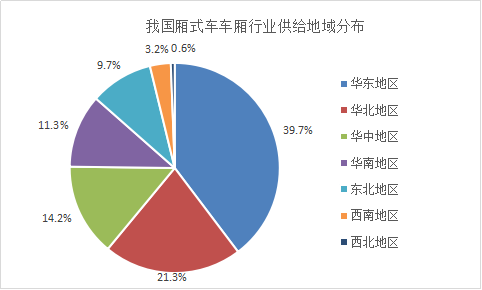 我国厢式车车厢行业供给地域分布
39.7%
21.3%
14.2%
11.3%
9.7%
3.2%
0.6%
华东地区
华北地区
华中地区
华南地区
东北地区
西南地区
西北地区